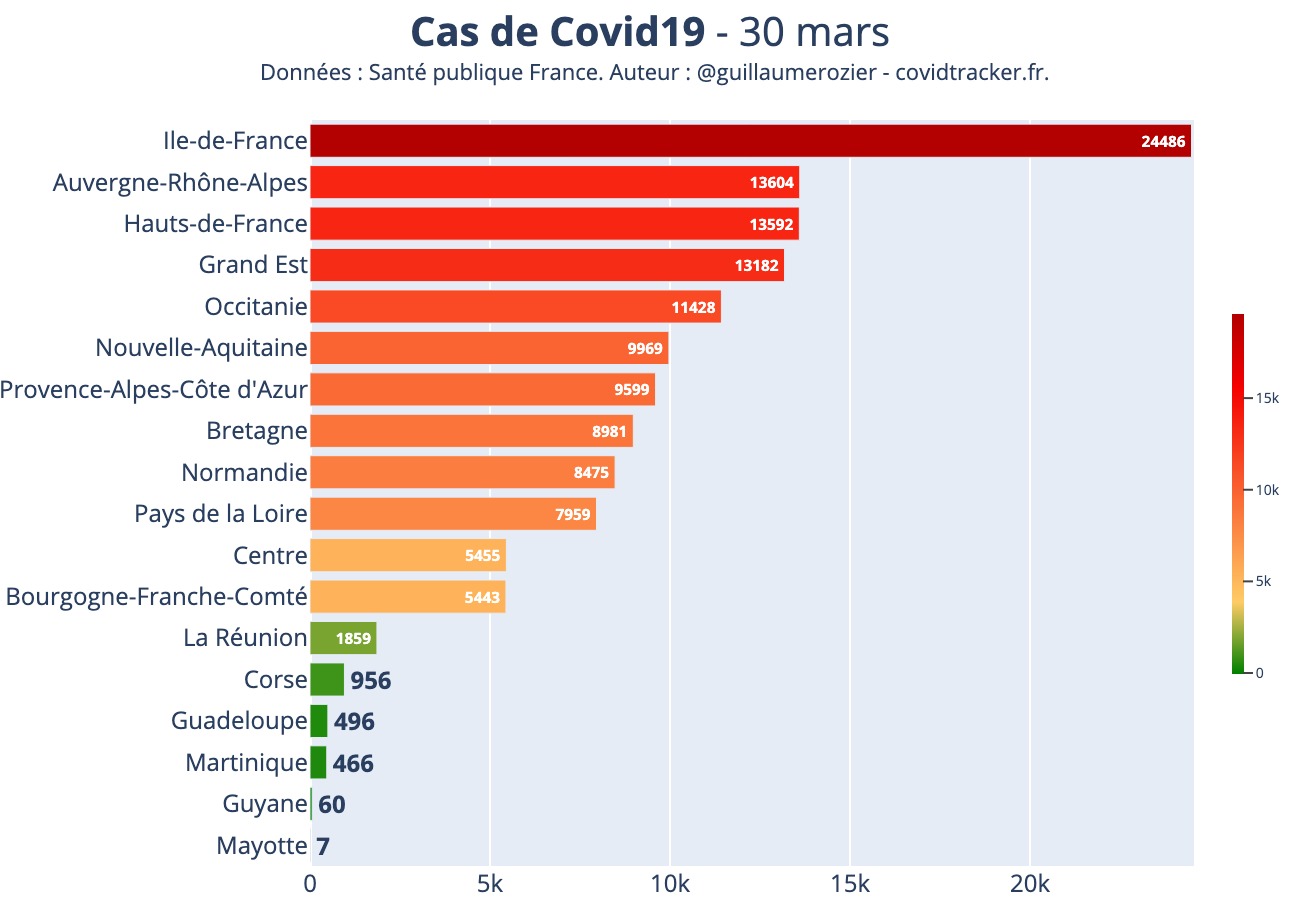 Cas de Covid19 - 30 mars
Données : Santé publique France. Auteur : @guillaumerozier - covidtracker.fr.
Ile-de-France 24486
Auvergne-Rhône-Alpes 13604
Hauts-de-France 13592
Grand Est 13182
Occitanie 11428
Nouvelle-Aquitaine 9969
Provence-Alpes-Côte d'Azur 9599
Bretagne 8981
Normandie 8475
Pays de la Loire 7959
Centre 5455
Bourgogne-Franche-Comté 5443
La Réunion 1859
Corse 956
Guadeloupe 496
Martinique 466
Guyane 60
Mayotte 7
0 5k 10k 15k 20k
15k
10k
5k
0